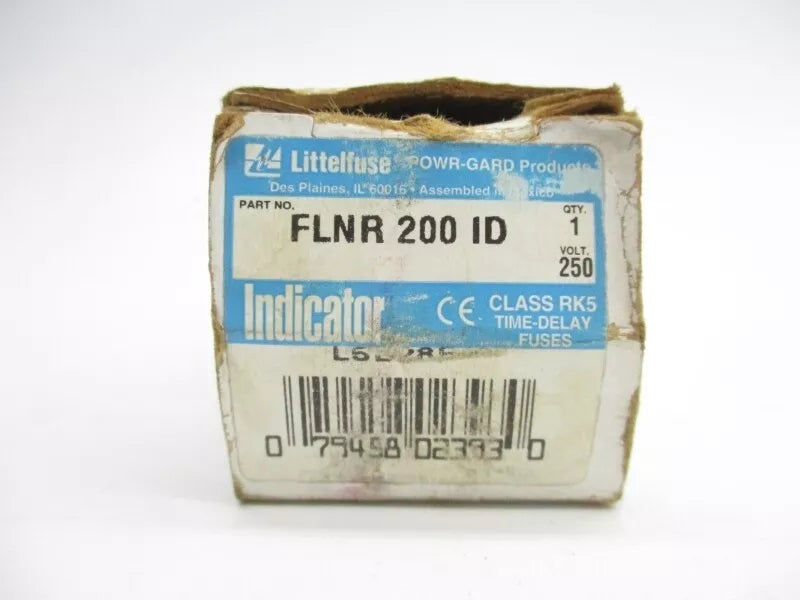 Littelfuse POWR-GARD Products
Des Plaines, IL 60016 • Assembled in Mexico
PART NO.
FLNR 200 ID
QTY.
1
VOLT.
250
Indicator
CE
CLASS RK5
TIME-DELAY
FUSES
0 79458 02393 0